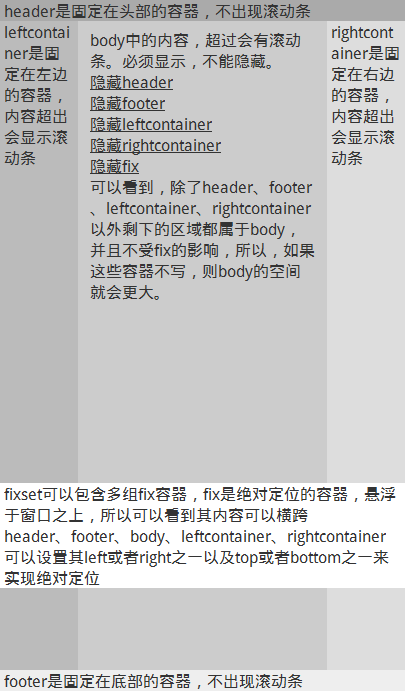 header是固定在头部的容器，不出现滚动条
leftcontai
ner是固
定在左边
的容器，
内容超出
会显示滚
动条
body中的内容，超过会有滚动
条。必须显示，不能隐藏。
隐藏header
隐藏footer
隐藏leftcontainer
隐藏rightcontainer
隐藏fix
可以看到，除了header、footer
、leftcontainer、rightcontainer
以外剩下的区域都属于body，
并且不受fix的影响，所以，如果
这些容器不写，则body的空间
就会更大。
rightcont
ainer是固
定在右边
的容器，
内容超出
会显示滚
动条
fixset可以包含多组fix容器，fix是绝对定位的容器，悬浮
于窗口之上，所以可以看到其内容可以横跨
header、footer、body、leftcontainer、rightcontainer
可以设置其left或者right之一以及top或者bottom之一来
实现绝对定位
footer是固定在底部的容器，不出现滚动条